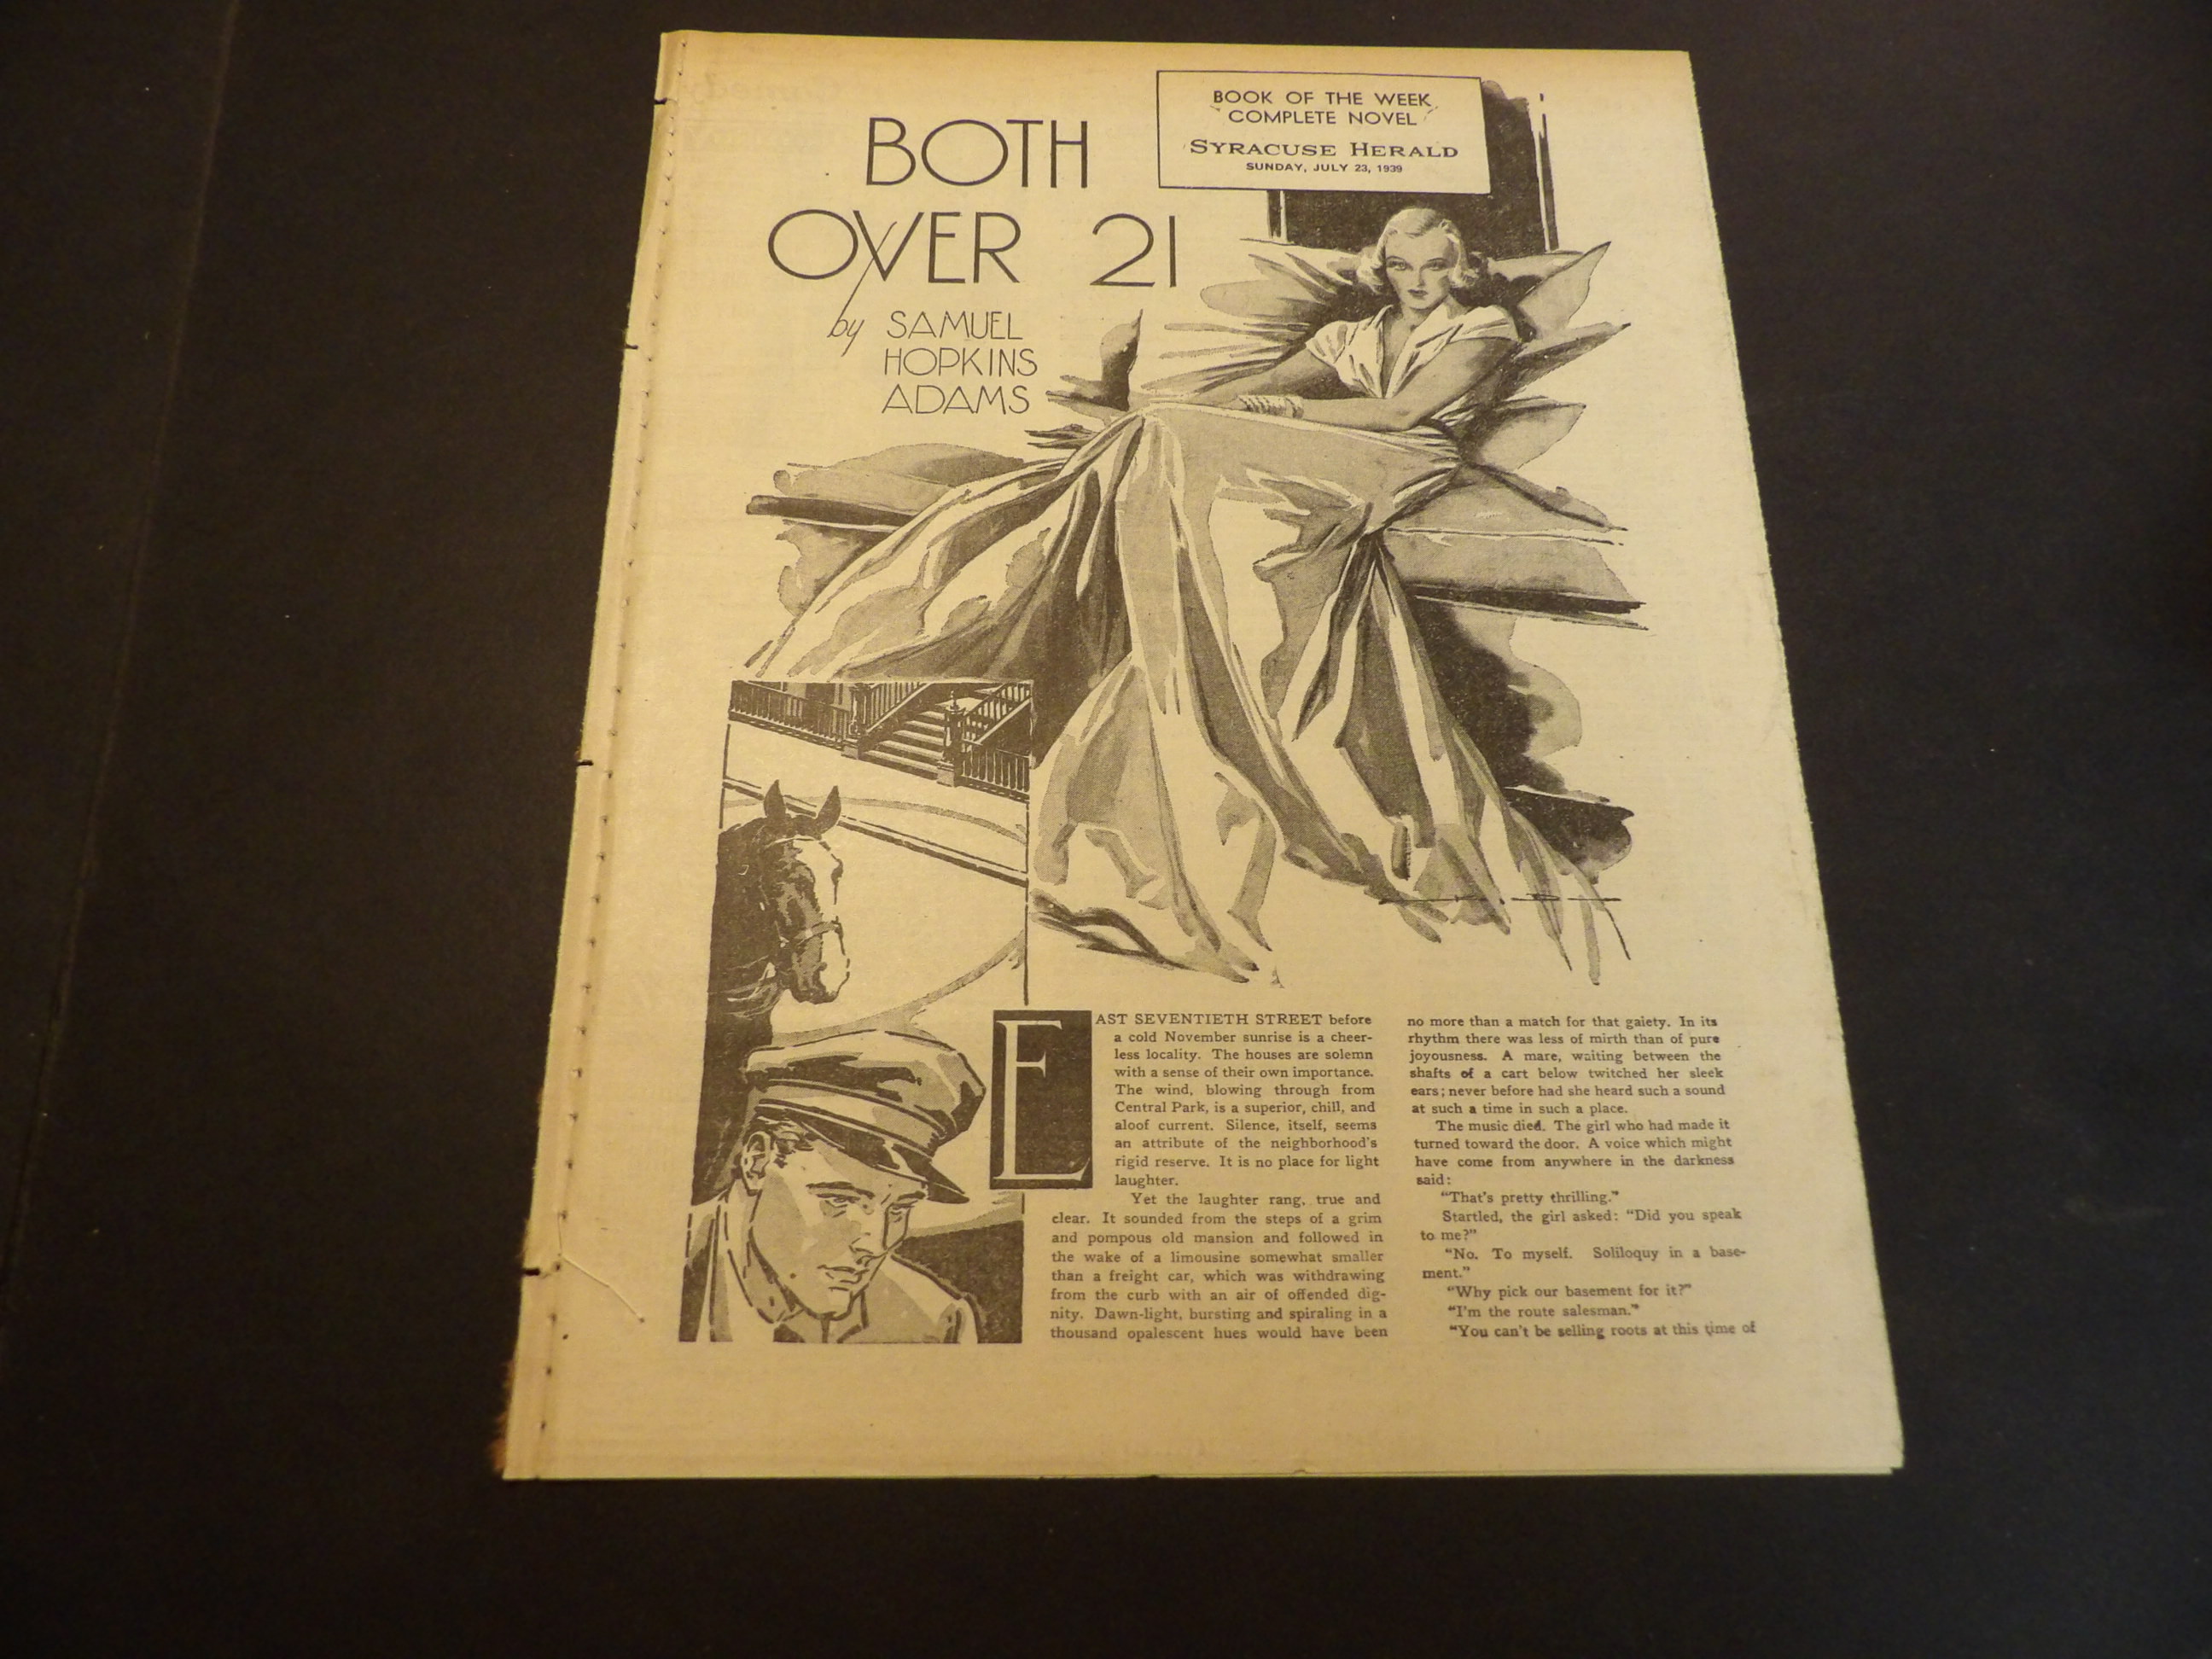 BOOK OF THE WEEK
COMPLETE NOVEL
SYRACUSE HERALD
SUNDAY, JULY 23, 1939
BOTH
OVER 21
by SAMUEL
HOPKINS
ADAMS
EAST SEVENTIETH STREET before
a cold November sunrise is a cheer-
less locality. The houses are solemn
with a sense of their own importance.
The wind, blowing through from
Central Park, is a superior, chill, and
aloof current. Silence, itself, seems
an attribute of the neighborhood's
rigid reserve. It is no place for light
laughter.
Yet the laughter rang, true and
clear. It sounded from the steps of a grim
and pompous old mansion and followed in
the wake of a limousine somewhat smaller
than a freight car, which was withdrawing
from the curb with an air of offended dig-
nity. Dawn-light, bursting and spiraling in a
thousand opalescent hues would have been
no more than a match for that gaiety. In its
rhythm there was less of mirth than of pure
joyousness. A mare, waiting between the
shafts of a cart below twitched her sleek
ears; never before had she heard such a sound
at such a time in such a place.
The music died. The girl who had made it
turned toward the door. A voice which might
have come from anywhere in the darkness
said:
"That's pretty thrilling."
Startled, the girl asked: "Did you speak
to me?"
"No. To myself. Soliloquy in a base-
ment."
"Why pick our basement for it?"
"I'm the route salesman."
"You can't be selling roots at this time of